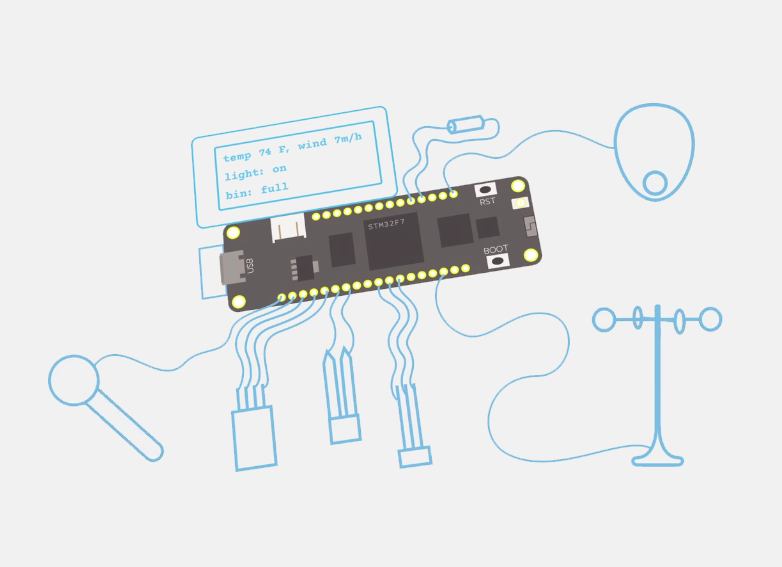 temp 74 F, wind 7m/h
light: on
bin: full
STM32F7
RST
USB
BOOT